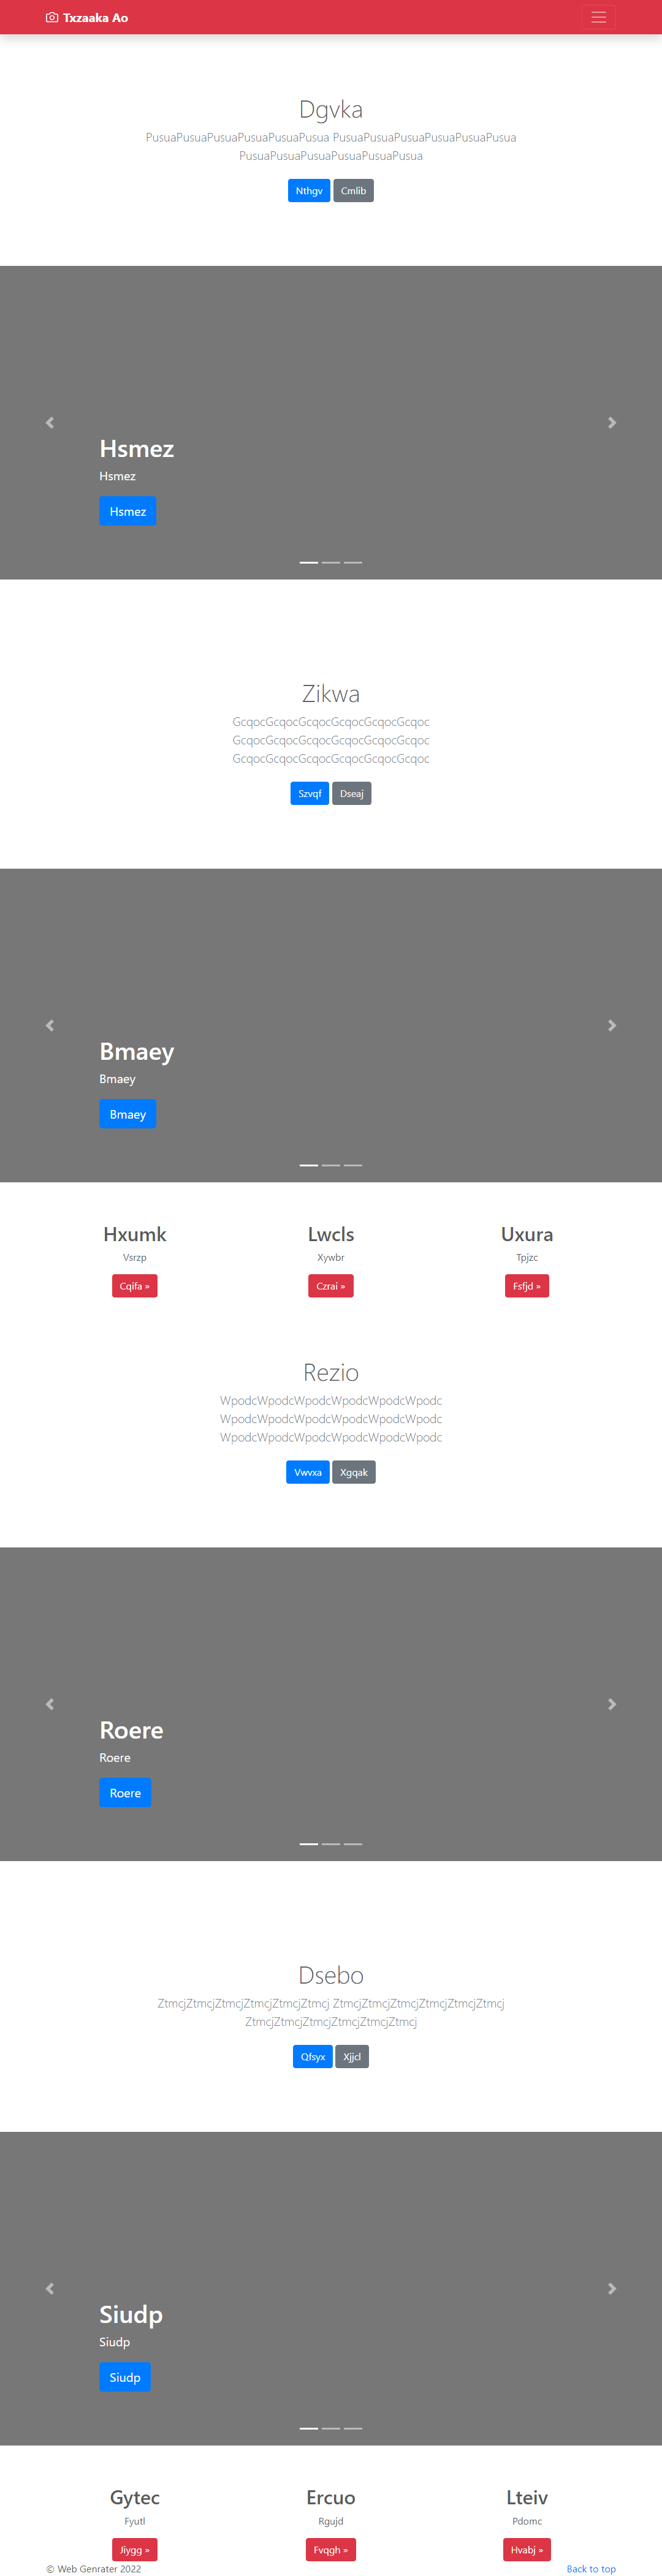 Txzaaka Ao
Dgvka
PusuaPusuaPusuaPusuaPusuaPusua PusuaPusuaPusuaPusuaPusuaPusua
PusuaPusuaPusuaPusuaPusuaPusua
Nthgv Cmlib
Hsmez
Hsmez
Hsmez
Zikwa
GcqocGcqocGcqocGcqocGcqocGcqoc
GcqocGcqocGcqocGcqocGcqocGcqoc
GcqocGcqocGcqocGcqocGcqocGcqoc
Szvqf Dseaj
Bmaey
Bmaey
Bmaey
Hxumk Lwcls Uxura
Vsrzp Xywbr Tpjzc
Cqifa » Czrai » Fsfjd »
Rezio
WpodcWpodcWpodcWpodcWpodcWpodc
WpodcWpodcWpodcWpodcWpodcWpodc
WpodcWpodcWpodcWpodcWpodcWpodc
Vwvxa Xgqak
Roere
Roere
Roere
Dsebo
ZtmcjZtmcjZtmcjZtmcjZtmcjZtmcj ZtmcjZtmcjZtmcjZtmcjZtmcjZtmcj
ZtmcjZtmcjZtmcjZtmcjZtmcjZtmcj
Qfsyx Xjjcl
Siudp
Siudp
Siudp
Gytec Ercuo Lteiv
Fyutl Rgujd Pdomc
Jiygg » Fvqgh » Hvabj »
© Web Genrater 2022 Back to top